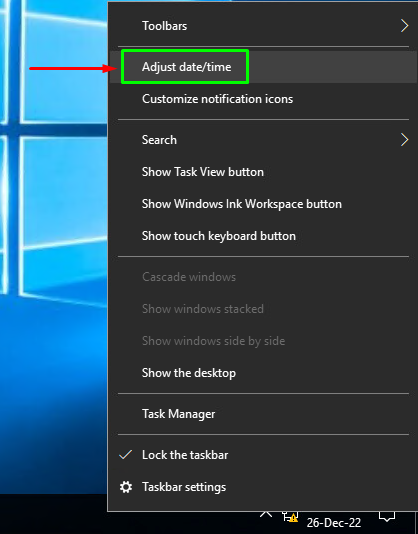 Toolbars
Adjust date/time
Customize notification icons
Search
Show Task View button
Show Windows Ink Workspace button
Show touch keyboard button
Cascade windows
Show windows stacked
Show windows side by side
Show the desktop
Task Manager
Lock the taskbar
Taskbar settings
26-Dec-22